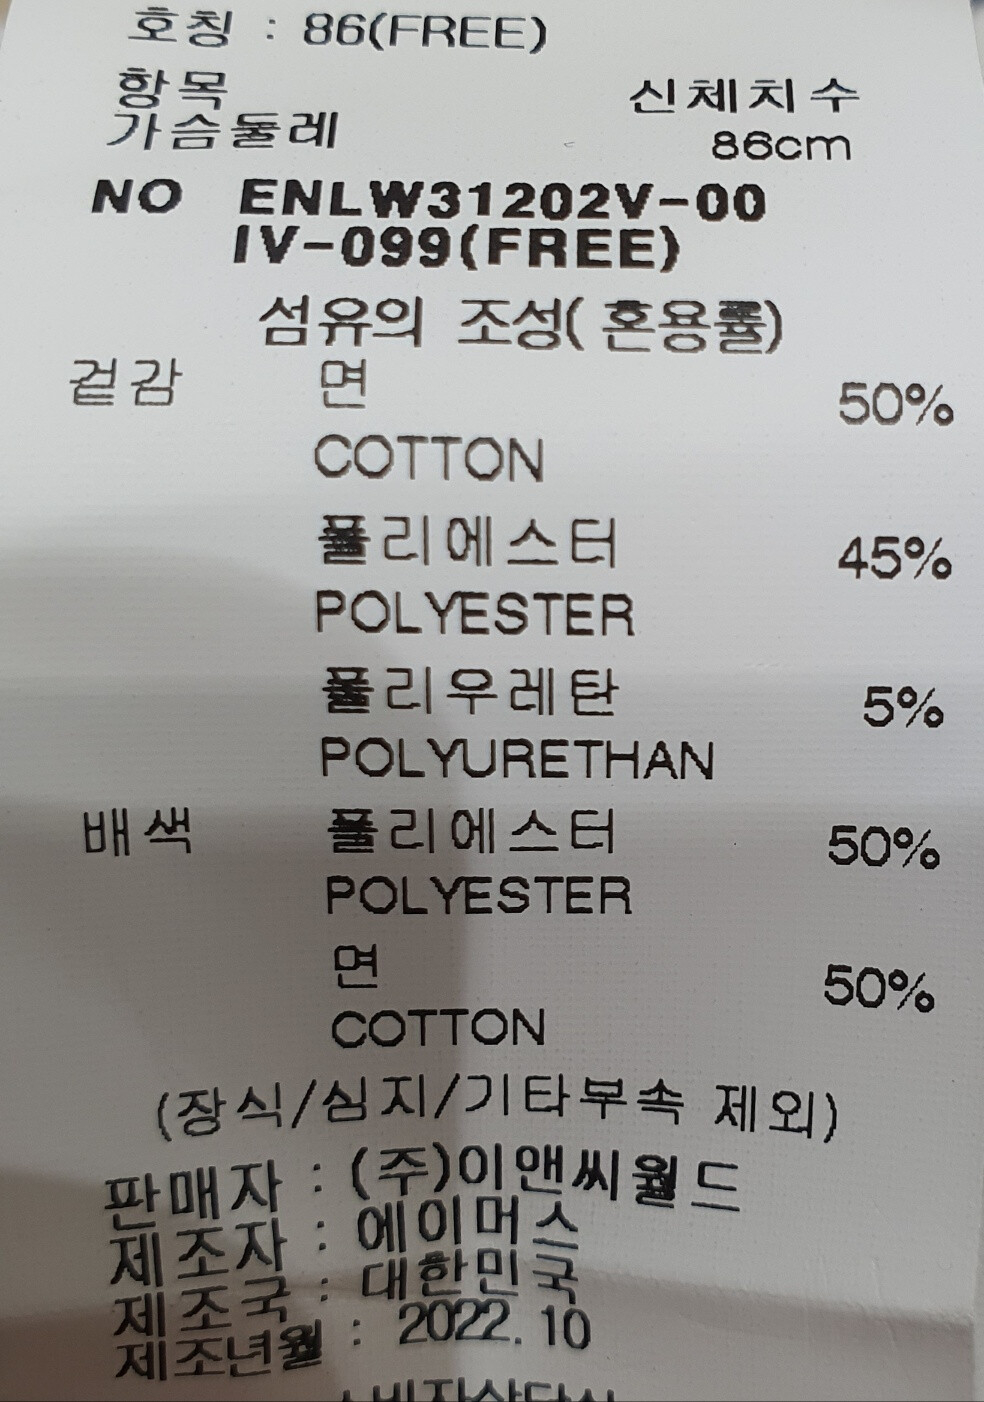 호칭 : 86(FREE)
항목 신체치수
가슴둘레 86cm
NO ENLW31202V-00
IV-099(FREE)
섬유의 조성(혼용률)
겉감 면 50%
COTTON
폴리에스터 45%
POLYESTER
폴리우레탄 5%
POLYURETHAN
배색 폴리에스터 50%
POLYESTER
면 50%
COTTON
(장식/심지/기타부속 제외)
판매자 : (주)이앤씨월드
제조자 : 에이머스
제조국 : 대한민국
제조년월 : 2022.10